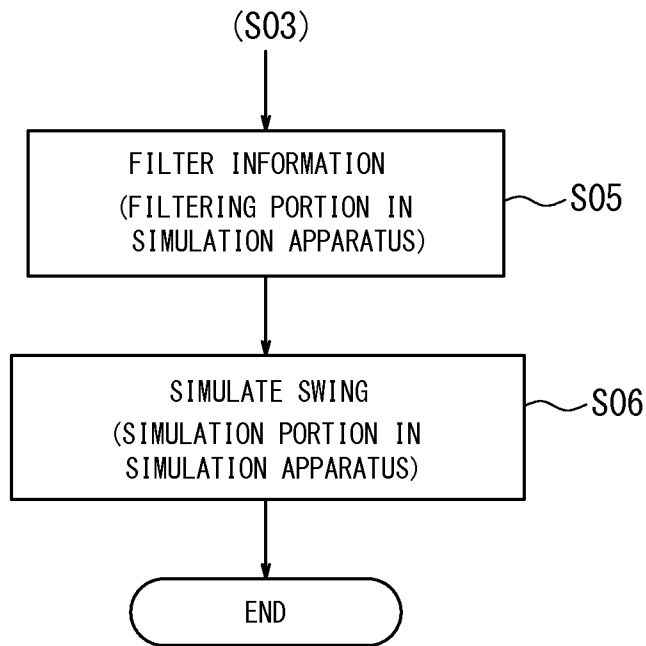 (S03)
FILTER INFORMATION
(FILTERING PORTION IN
SIMULATION APPARATUS)
S05
SIMULATE SWING
(SIMULATION PORTION IN
SIMULATION APPARATUS)
S06
END